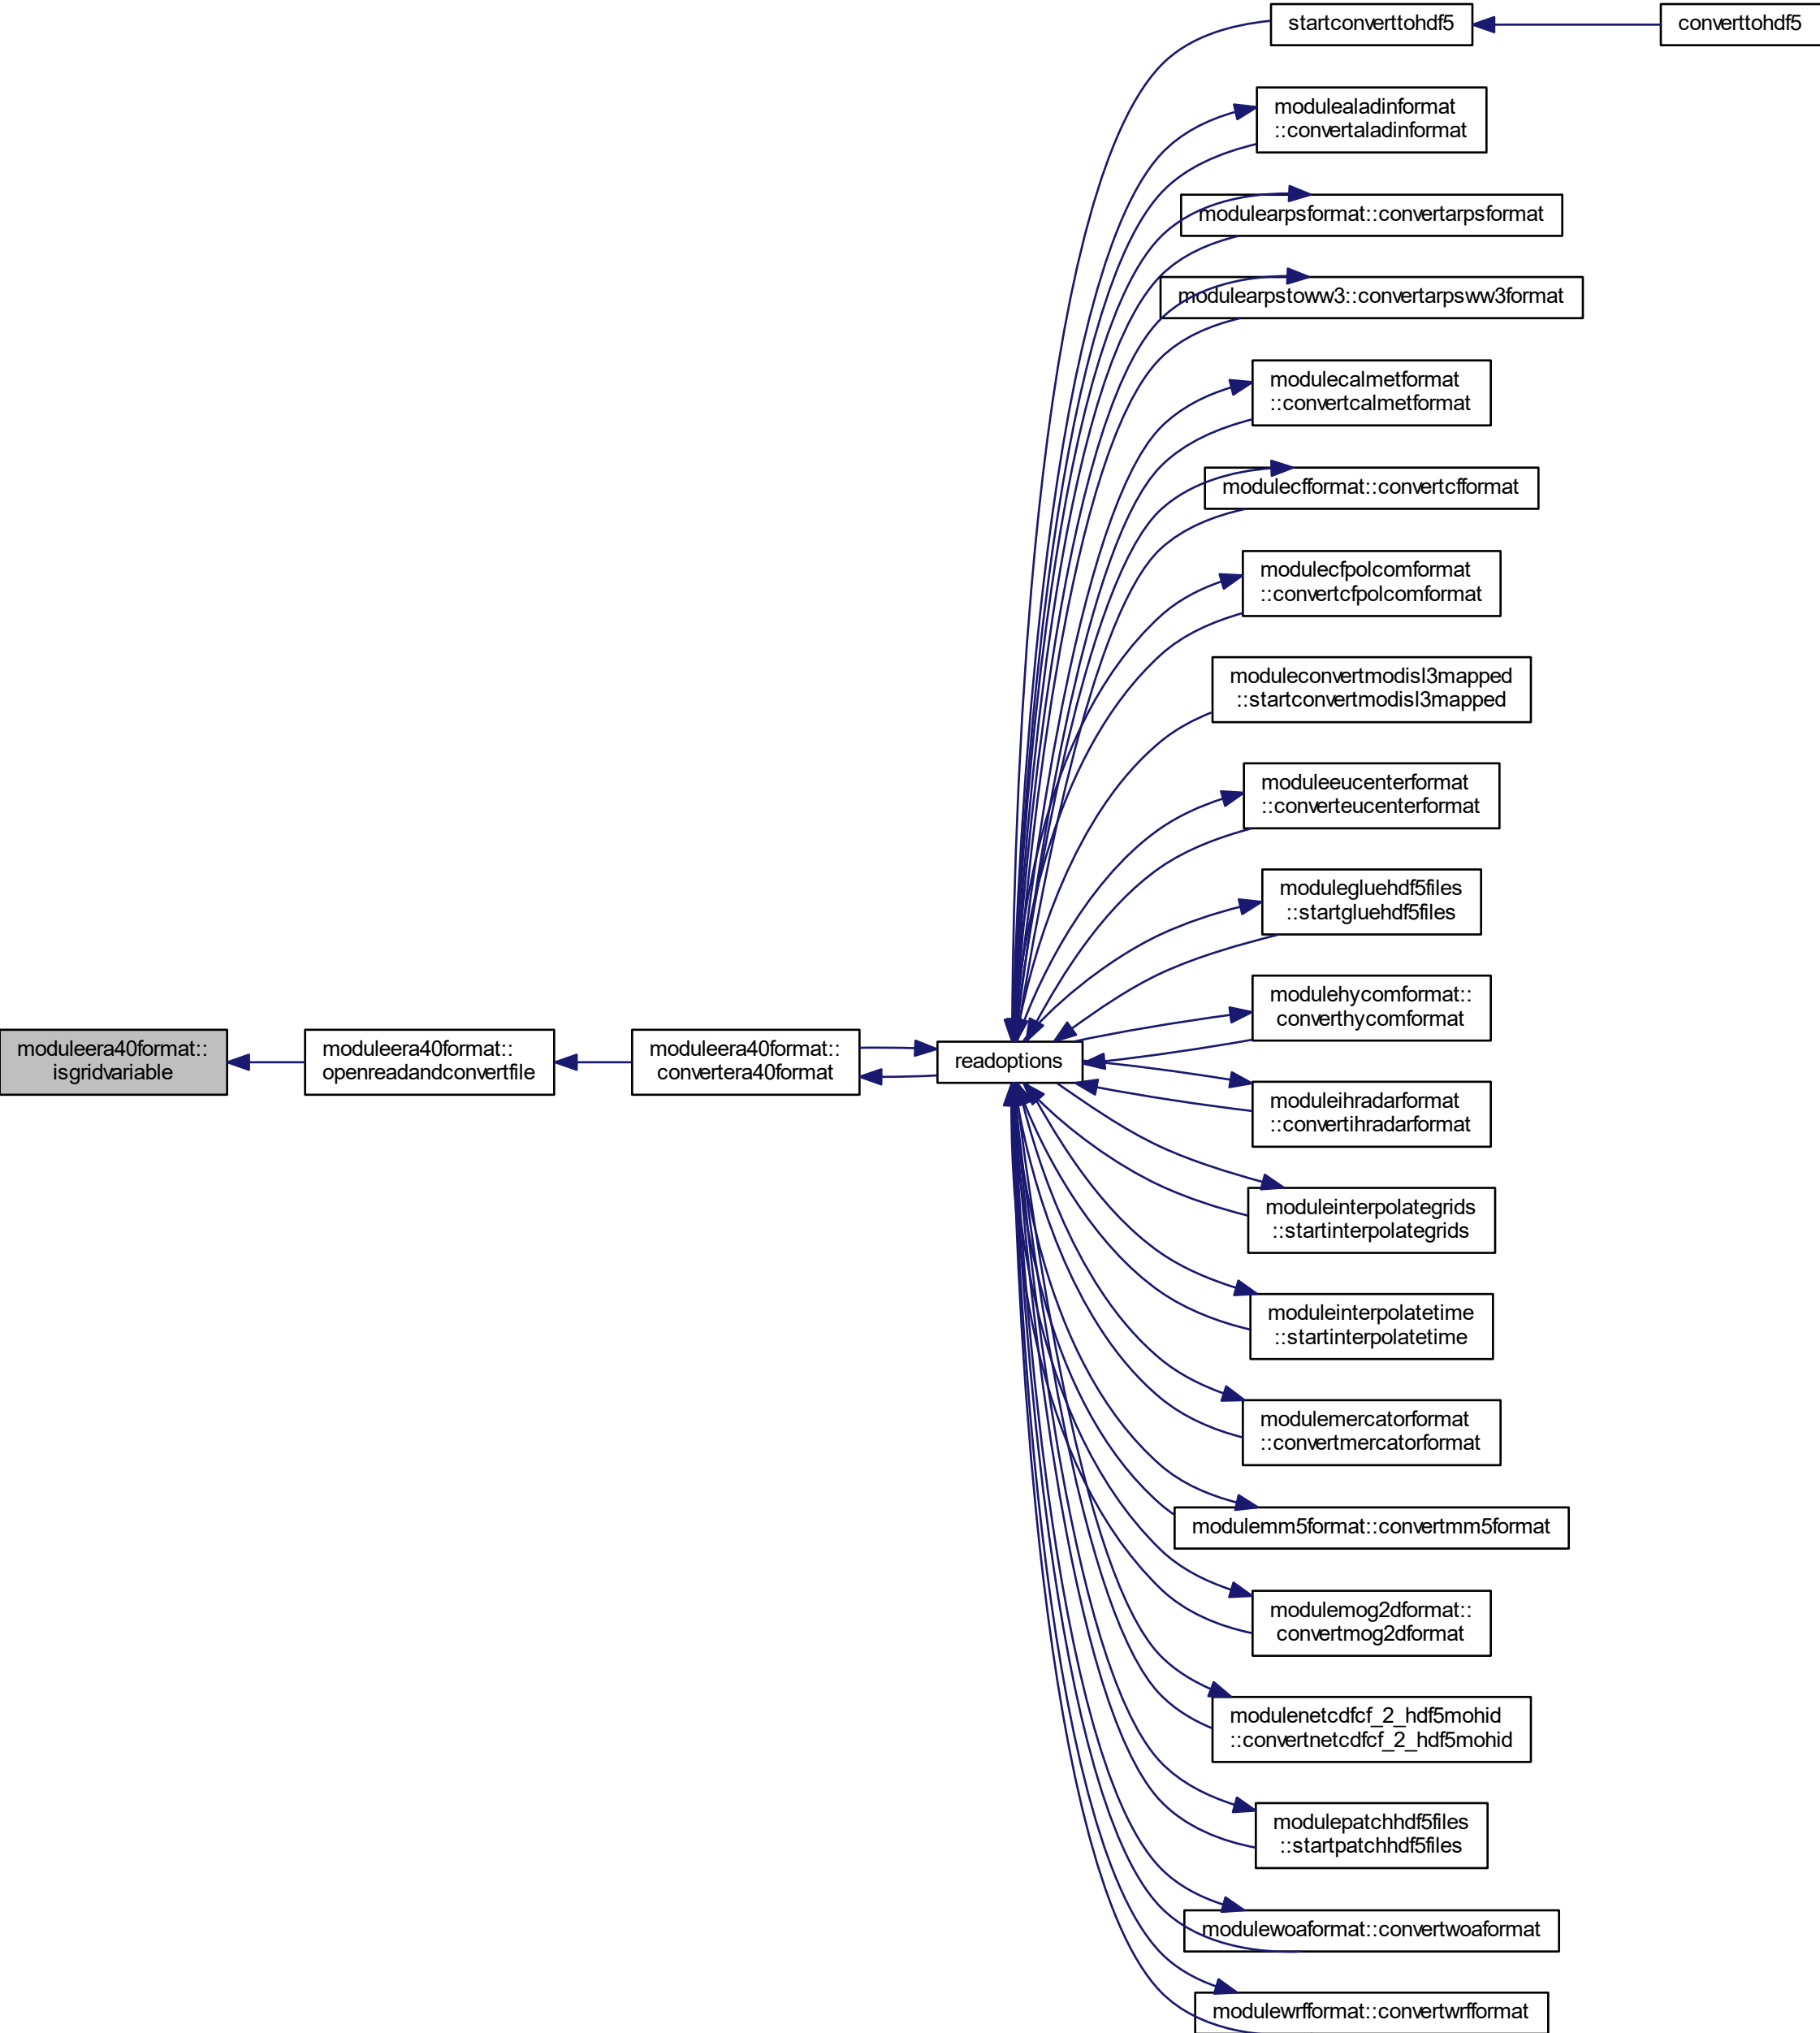 startconverttohdf5
converttohdf5
modulealadinformat
::convertaladinformat
modulearpsformat::convertarpsformat
modulearpstoww3::convertarpsww3format
modulecalmetformat
::convertcalmetformat
modulecfformat::convertcfformat
modulecfpolcomformat
::convertcfpolcomformat
moduleconvertmodisl3mapped
::startconvertmodisl3mapped
moduleeucenterformat
::converteucenterformat
modulegluehdf5files
::startgluehdf5files
modulehycomformat::
converthycomformat
moduleera40format::
isgridvariable
moduleera40format::
openreadandconvertfile
moduleera40format::
convertera40format
readoptions
moduleihradarformat
::convertihradarformat
moduleinterpolategrids
::startinterpolategrids
moduleinterpolatetime
::startinterpolatetime
modulemercatorformat
::convertmercatorformat
modulemm5format::convertmm5format
modulemog2dformat::
convertmog2dformat
modulenetcdfcf_2_hdf5mohid
::convertnetcdfcf_2_hdf5mohid
modulepatchhdf5files
::startpatchhdf5files
modulewoaformat::convertwoaformat
modulewrfformat::convertwrfformat